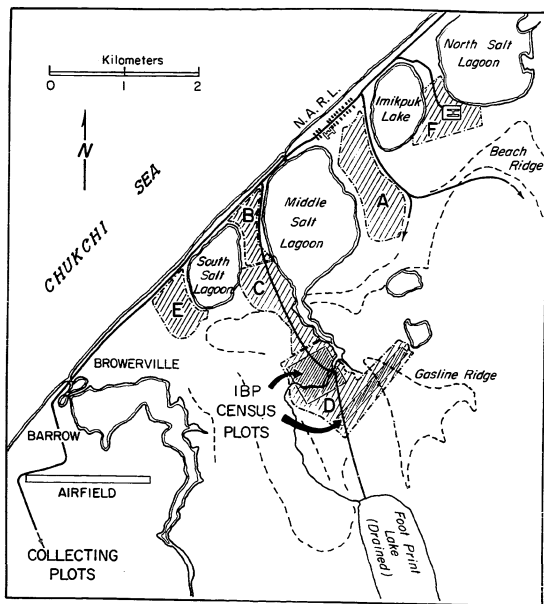 Kilometers
0 1 2
N
CHUKCHI SEA
N.A.R.L.
North Salt
Lagoon
Imikpuk
Lake
F
Beach
Ridge
A
Middle
Salt
Lagoon
B
South
Salt
Lagoon
C
E
BROWERVILLE
IBP
CENSUS
PLOTS
D
Gasline Ridge
BARROW
AIRFIELD
COLLECTING
PLOTS
Foot Print
Lake
(Drained)